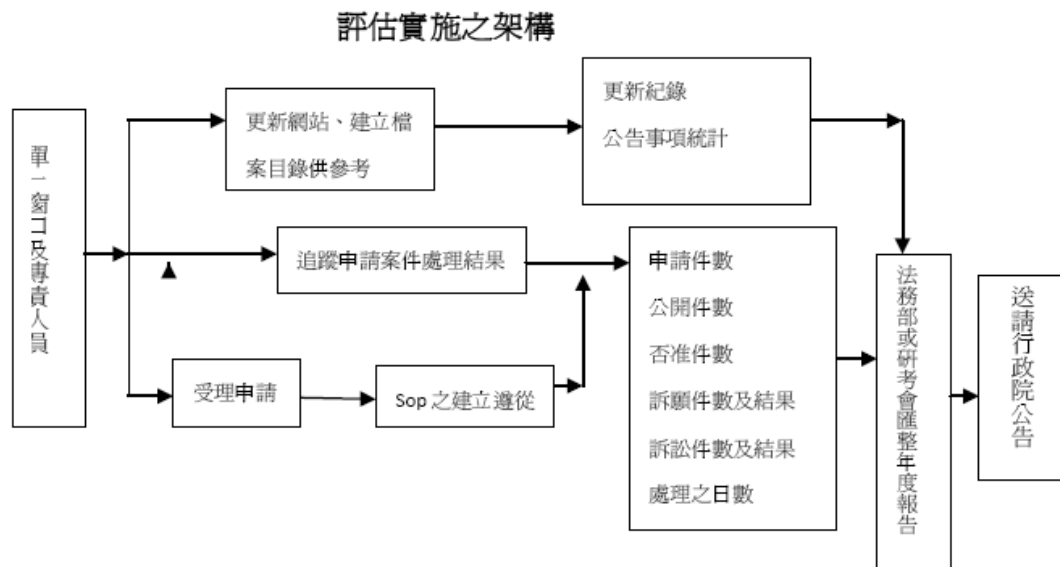 評估實施之架構
單一窗口及專責人員
更新網站、建立檔
案目錄供參考
更新紀錄
公告事項統計
追蹤申請案件處理結果
受理申請
Sop 之建立遵從
申請件數
公開件數
否准件數
訴願件數及結果
訴訟件數及結果
處理之日數
法務部或研考會匯整年度報告
送請行政院公告